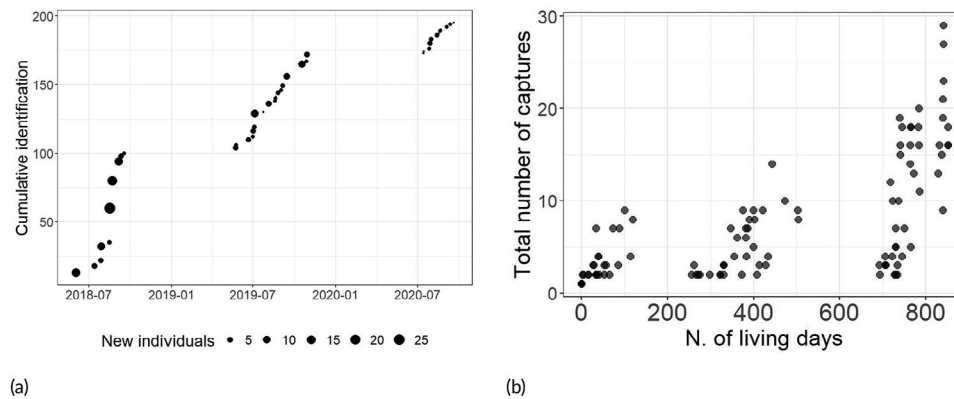 200
150
100
50
Cumulative identification
2018-07 2019-01 2019-07 2020-01 2020-07
New individuals 5 10 15 20 25
(a)
30
20
10
0
Total number of captures
0 200 400 600 800
N. of living days
(b)